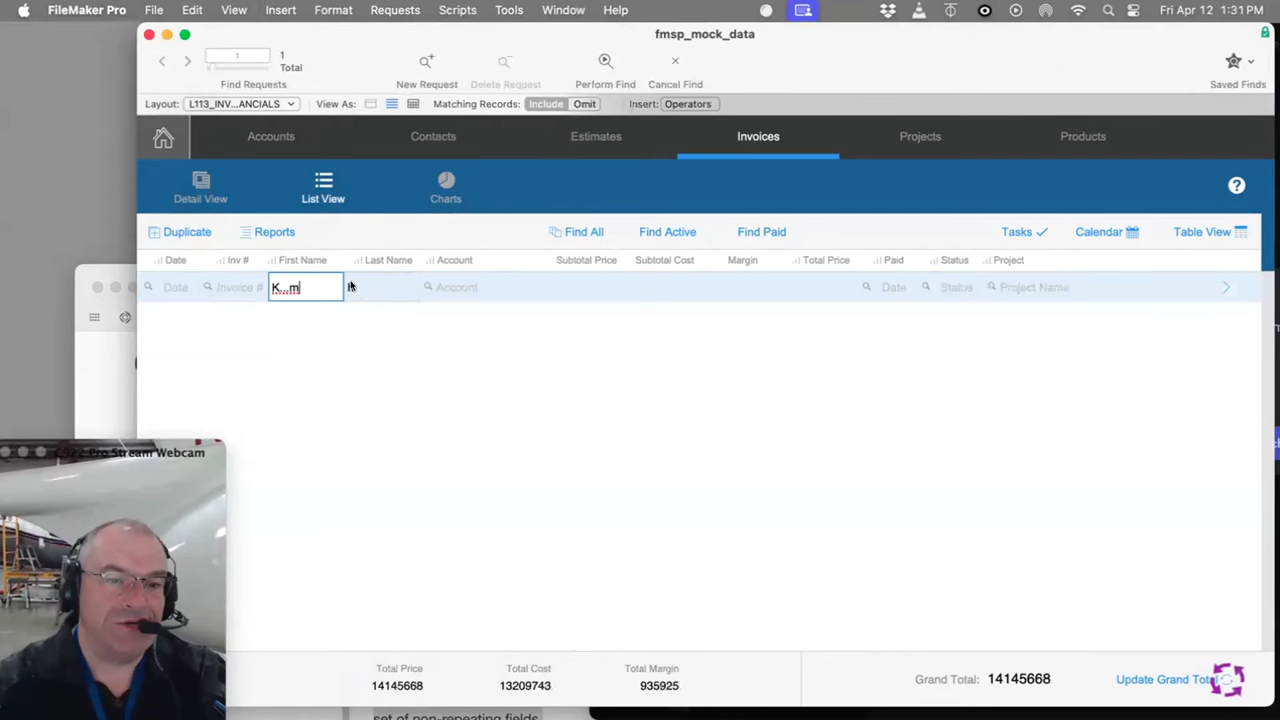 FileMaker Pro File Edit View Insert Format Requests Scripts Tools Window Help Fri Apr 12 1:31 PM
fmsp_mock_data
1 1
Total
Find Requests New Request Delete Request Perform Find Cancel Find Saved Finds
Layout: L113_INV...ANCIALS View As: Matching Records: Include Omit Insert: Operators
Accounts Contacts Estimates Invoices Projects Products
Detail View List View Charts ?
Duplicate Reports Find All Find Active Find Paid Tasks Calendar Table View
Date Inv # First Name Last Name Account Subtotal Price Subtotal Cost Margin Total Price Paid Status Project
Date Invoice # K...m Account Date Status Project Name
C922 Pro Stream Webcam
Total Price Total Cost Total Margin
14145668 13209743 935925 Grand Total: 14145668 Update Grand Total
set of non-repeating fields